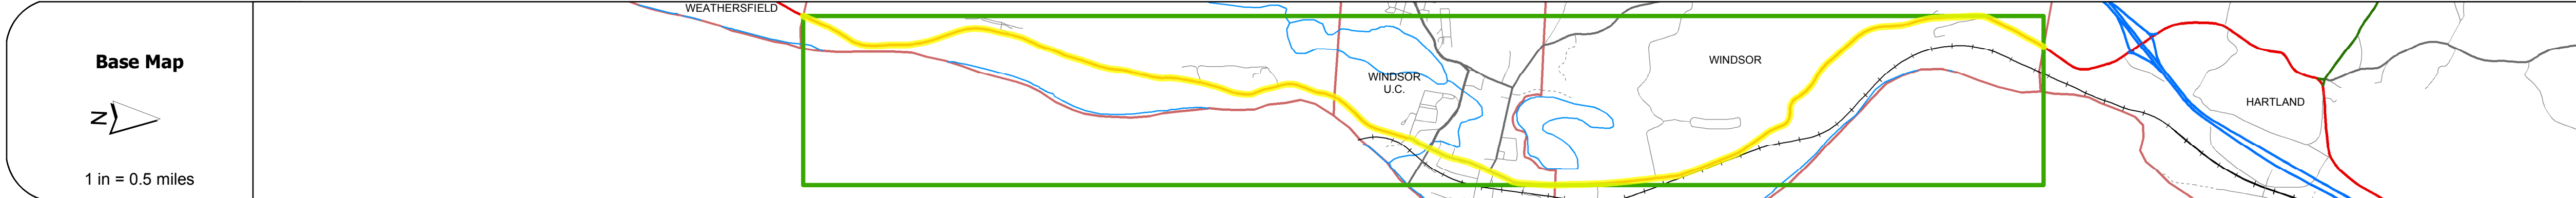 Base Map
N
1 in = 0.5 miles
WEATHERSFIELD
WINDSOR
U.C.
WINDSOR
HARTLAND